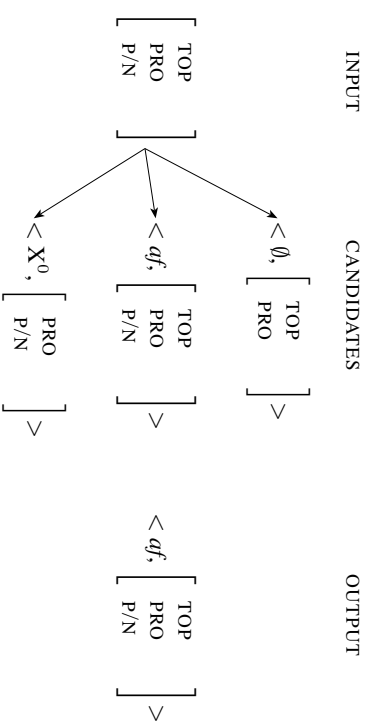 INPUT CANDIDATES OUTPUT
TOP
< ∅, [ PRO ] >
TOP TOP TOP
[ PRO ] < af, [ PRO ] > < af, [ PRO ] >
P/N P/N P/N
PRO
< X⁰, [ P/N ] >